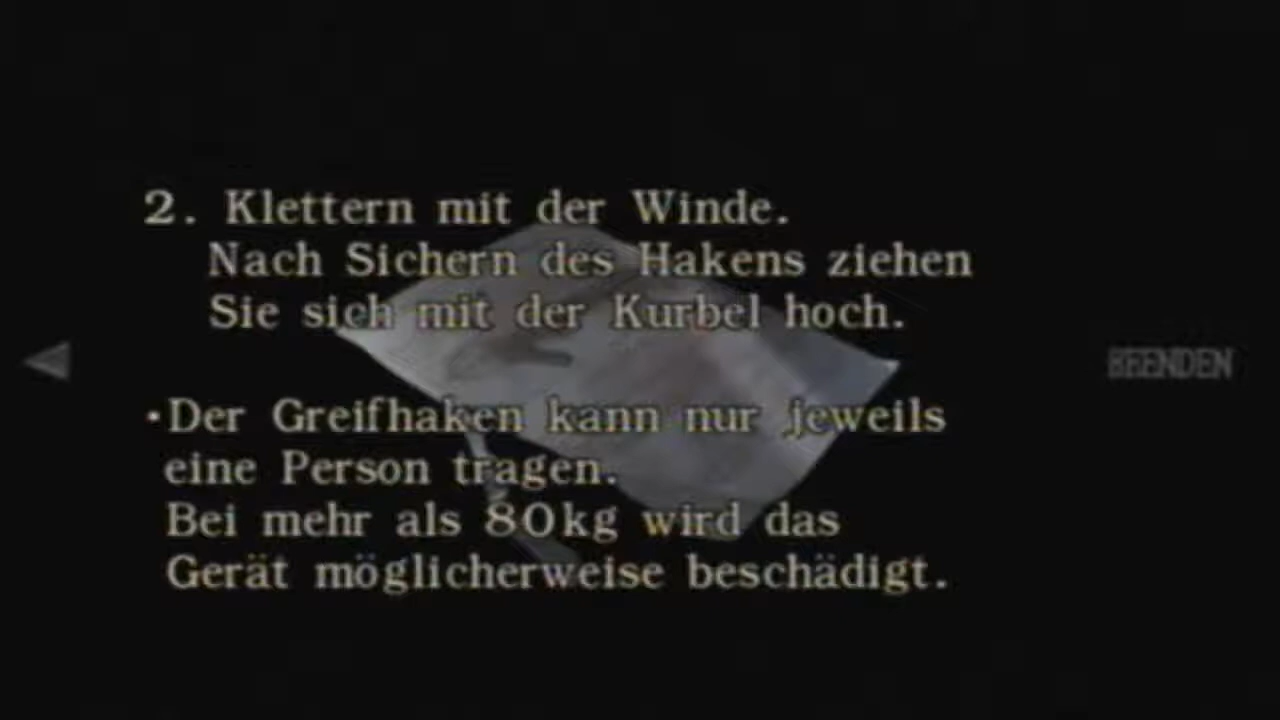 2. Klettern mit der Winde.
Nach Sichern des Hakens ziehen
Sie sich mit der Kurbel hoch.
BEENDEN
•Der Greifhaken kann nur jeweils
eine Person tragen.
Bei mehr als 80kg wird das
Gerät möglicherweise beschädigt.